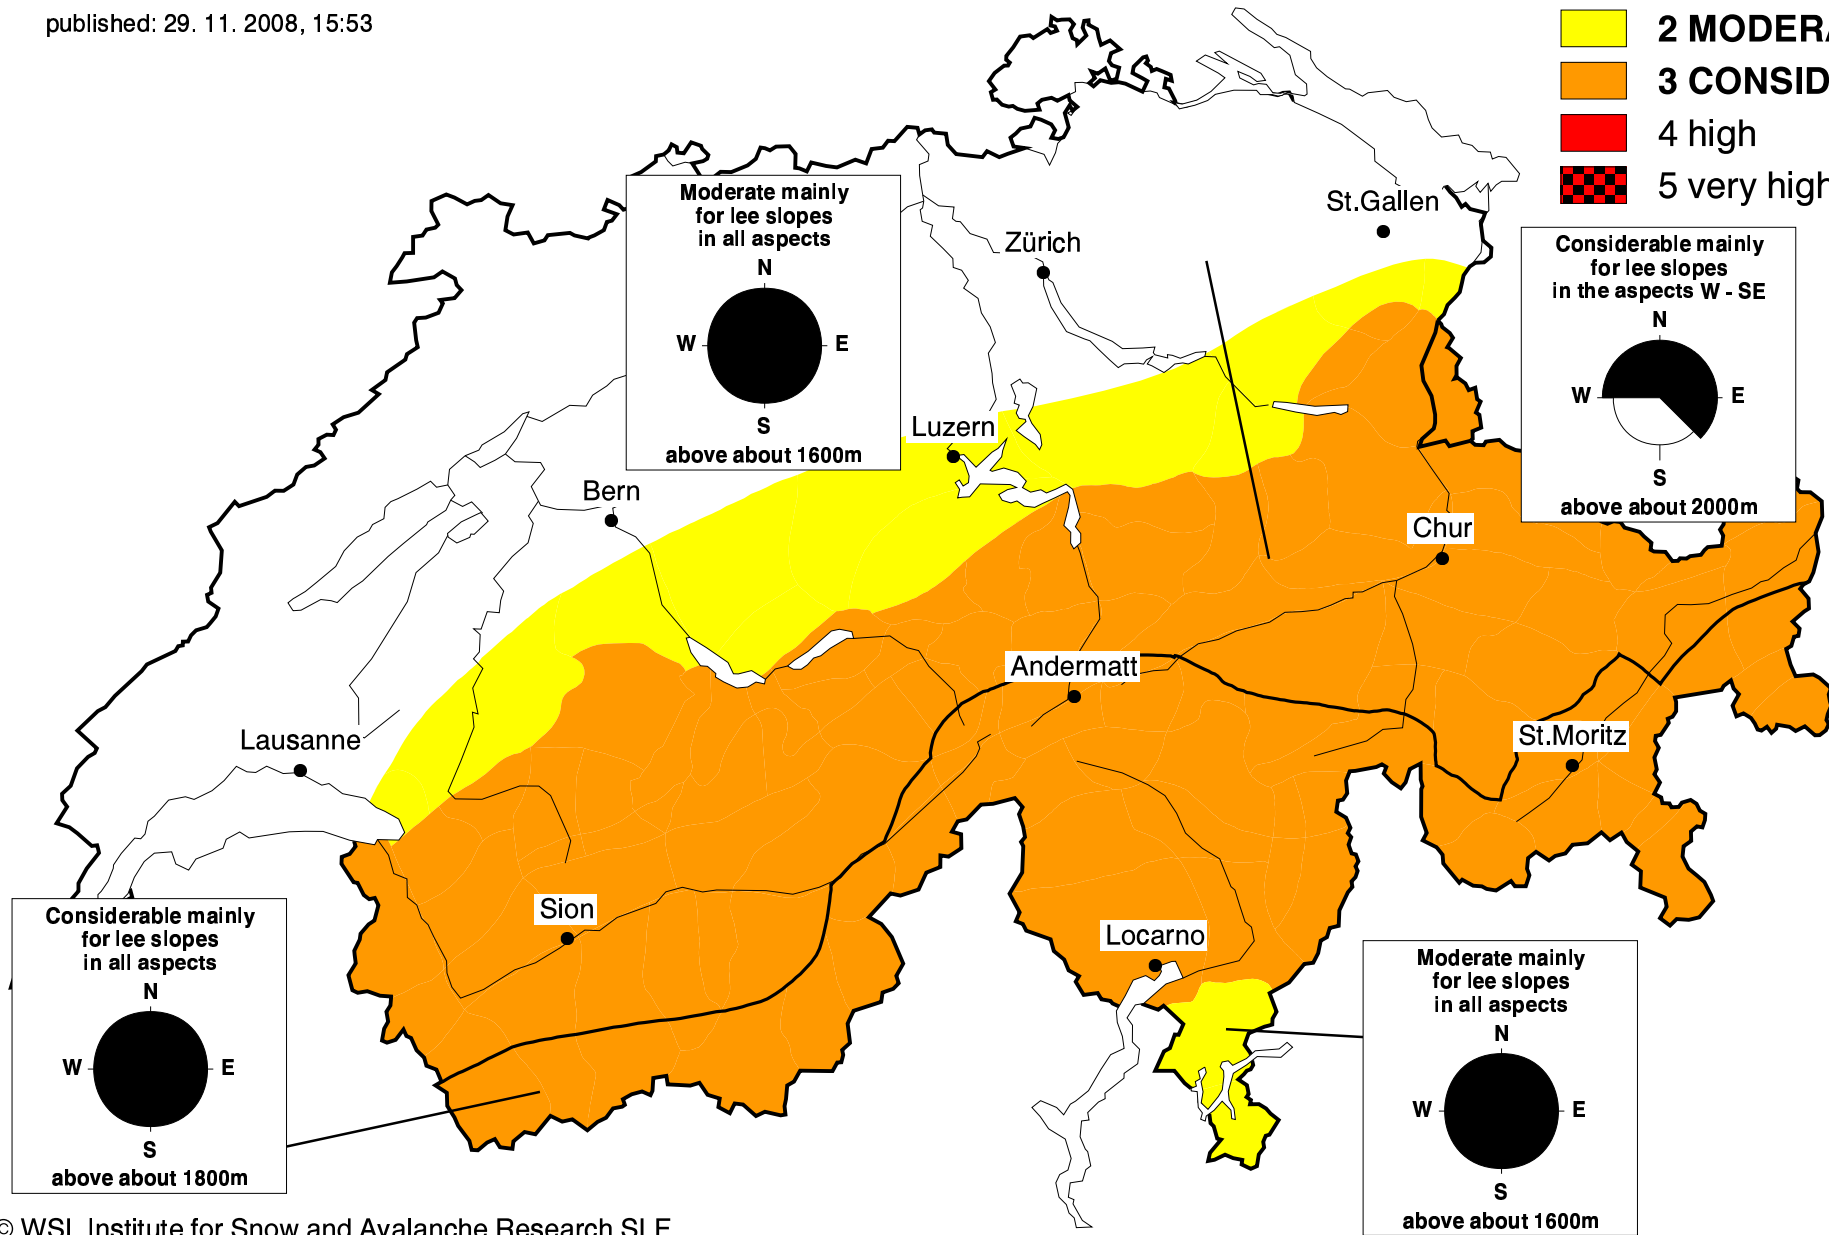 published: 29. 11. 2008, 15:53
3 CONSID
4 high
5 very high
St.Gallen
Zürich
Moderate mainly
for lee slopes
in all aspects
N
W E
S
above about 1600m
Considerable mainly
for lee slopes
in the aspects W - SE
N
W E
S
above about 2000m
Luzern
Bern
Chur
Andermatt
Lausanne
St.Moritz
Sion
Locarno
Considerable mainly
for lee slopes
in all aspects
N
W E
S
above about 1800m
Moderate mainly
for lee slopes
in all aspects
N
W E
S
above about 1600m
© WSL Institute for Snow and Avalanche Research SLF
2 MODERA